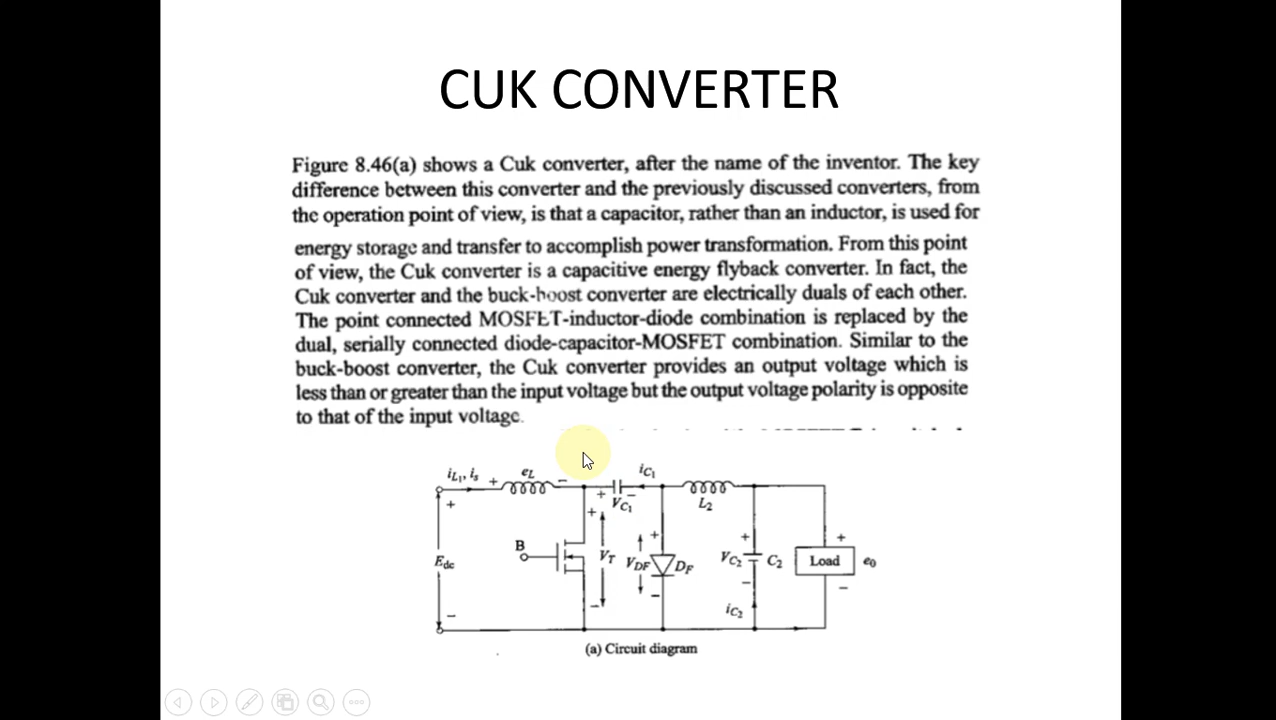 CUK CONVERTER
Figure 8.46(a) shows a Cuk converter, after the name of the inventor. The key
difference between this converter and the previously discussed converters, from
the operation point of view, is that a capacitor, rather than an inductor, is used for
energy storage and transfer to accomplish power transformation. From this point
of view, the Cuk converter is a capacitive energy flyback converter. In fact, the
Cuk converter and the buck-boost converter are electrically duals of each other.
The point connected MOSFET-inductor-diode combination is replaced by the
dual, serially connected diode-capacitor-MOSFET combination. Similar to the
buck-boost converter, the Cuk converter provides an output voltage which is
less than or greater than the input voltage but the output voltage polarity is opposite
to that of the input voltage.
iL1, is
+ eL −
iC1
+ VC1 −
L2
+
Edc
−
B
+ VT −
+ VDF −
DF
+ VC2 −
C2
iC2
+
Load
−
e0
(a) Circuit diagram